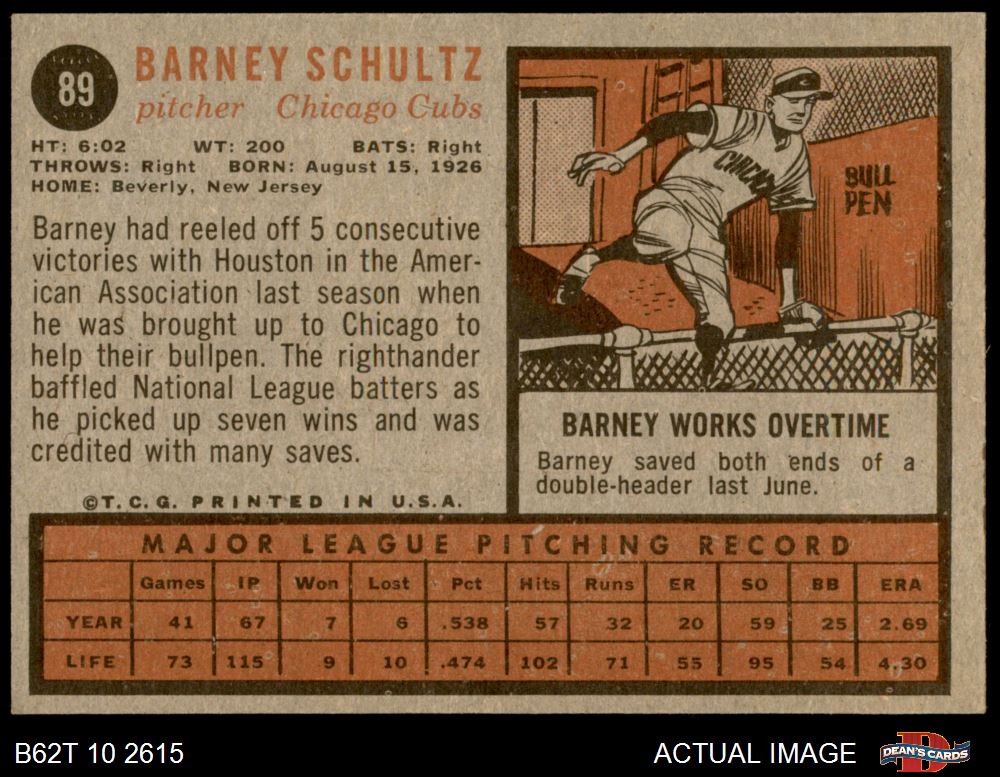 89
BARNEY SCHULTZ
pitcher Chicago Cubs
HT: 6:02 WT: 200 BATS: Right
THROWS: Right BORN: August 15, 1926
HOME: Beverly, New Jersey
Barney had reeled off 5 consecutive
victories with Houston in the Amer-
ican Association last season when
he was brought up to Chicago to
help their bullpen. The righthander
baffled National League batters as
he picked up seven wins and was
credited with many saves.
©T.C.G. PRINTED IN U.S.A.
C
CHICAGO
BULL
PEN
BARNEY WORKS OVERTIME
Barney saved both ends of a
double-header last June.
MAJOR LEAGUE PITCHING RECORD
Games IP Won Lost Pct Hits Runs ER SO BB ERA
YEAR 41 67 7 6 .538 57 32 20 59 25 2.69
LIFE 73 115 9 10 .474 102 71 55 95 54 4.30
B62T 10 2615
ACTUAL IMAGE
D
DEAN'S CARDS